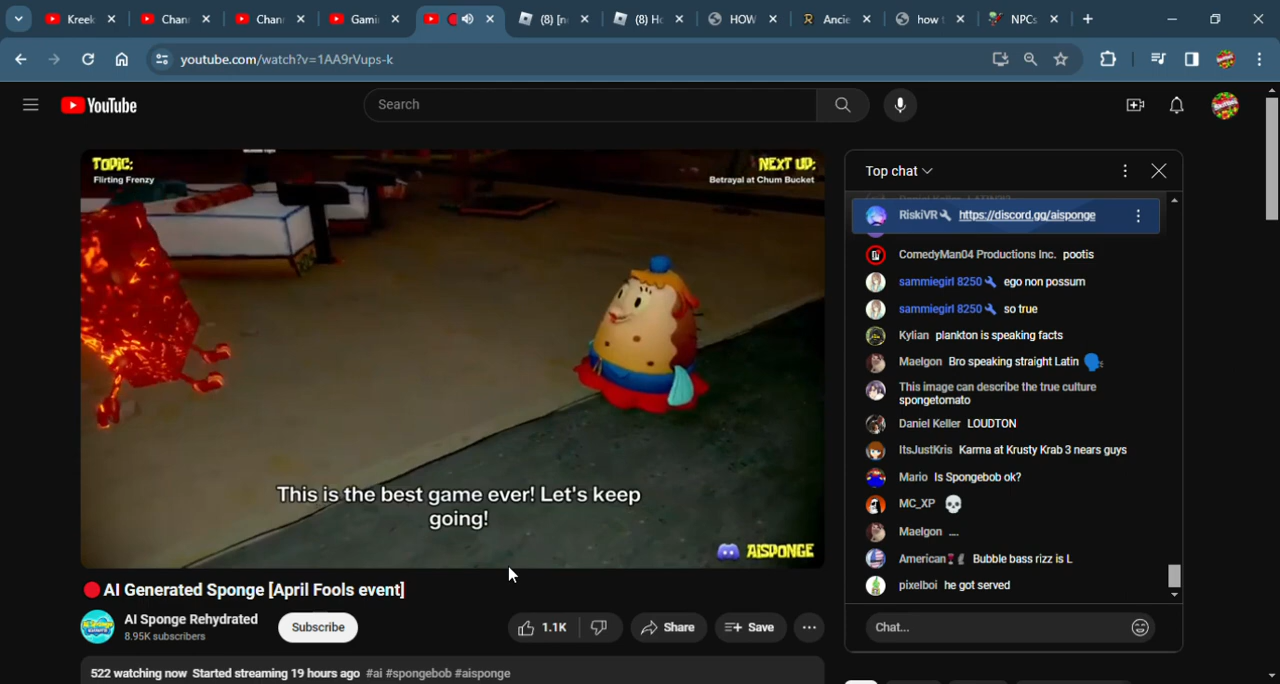 Kreek
Chan
Chan
Gami
(8) [n
(8) Ho
HOW
Ancie
how t
NPCs
youtube.com/watch?v=1AA9rVups-k
YouTube
Search
TOPIC:
Flirting Frenzy
NEXT UP:
Betrayal at Chum Bucket
This is the best game ever! Let's keep
going!
AISPONGE
AI Generated Sponge [April Fools event]
AI Sponge Rehydrated
8.95K subscribers
Subscribe
1.1K
Share
Save
522 watching now Started streaming 19 hours ago #ai #spongebob #aisponge
Top chat
RiskiVR https://discord.gg/aisponge
ComedyMan04 Productions Inc. pootis
sammiegirl 8250 ego non possum
sammiegirl 8250 so true
Kylian plankton is speaking facts
Maelgon Bro speaking straight Latin
This image can describe the true culture
spongetomato
Daniel Keller LOUDTON
ItsJustKris Karma at Krusty Krab 3 nears guys
Mario Is Spongebob ok?
MC_XP
Maelgon ....
American Bubble bass rizz is L
pixelboi he got served
Chat...